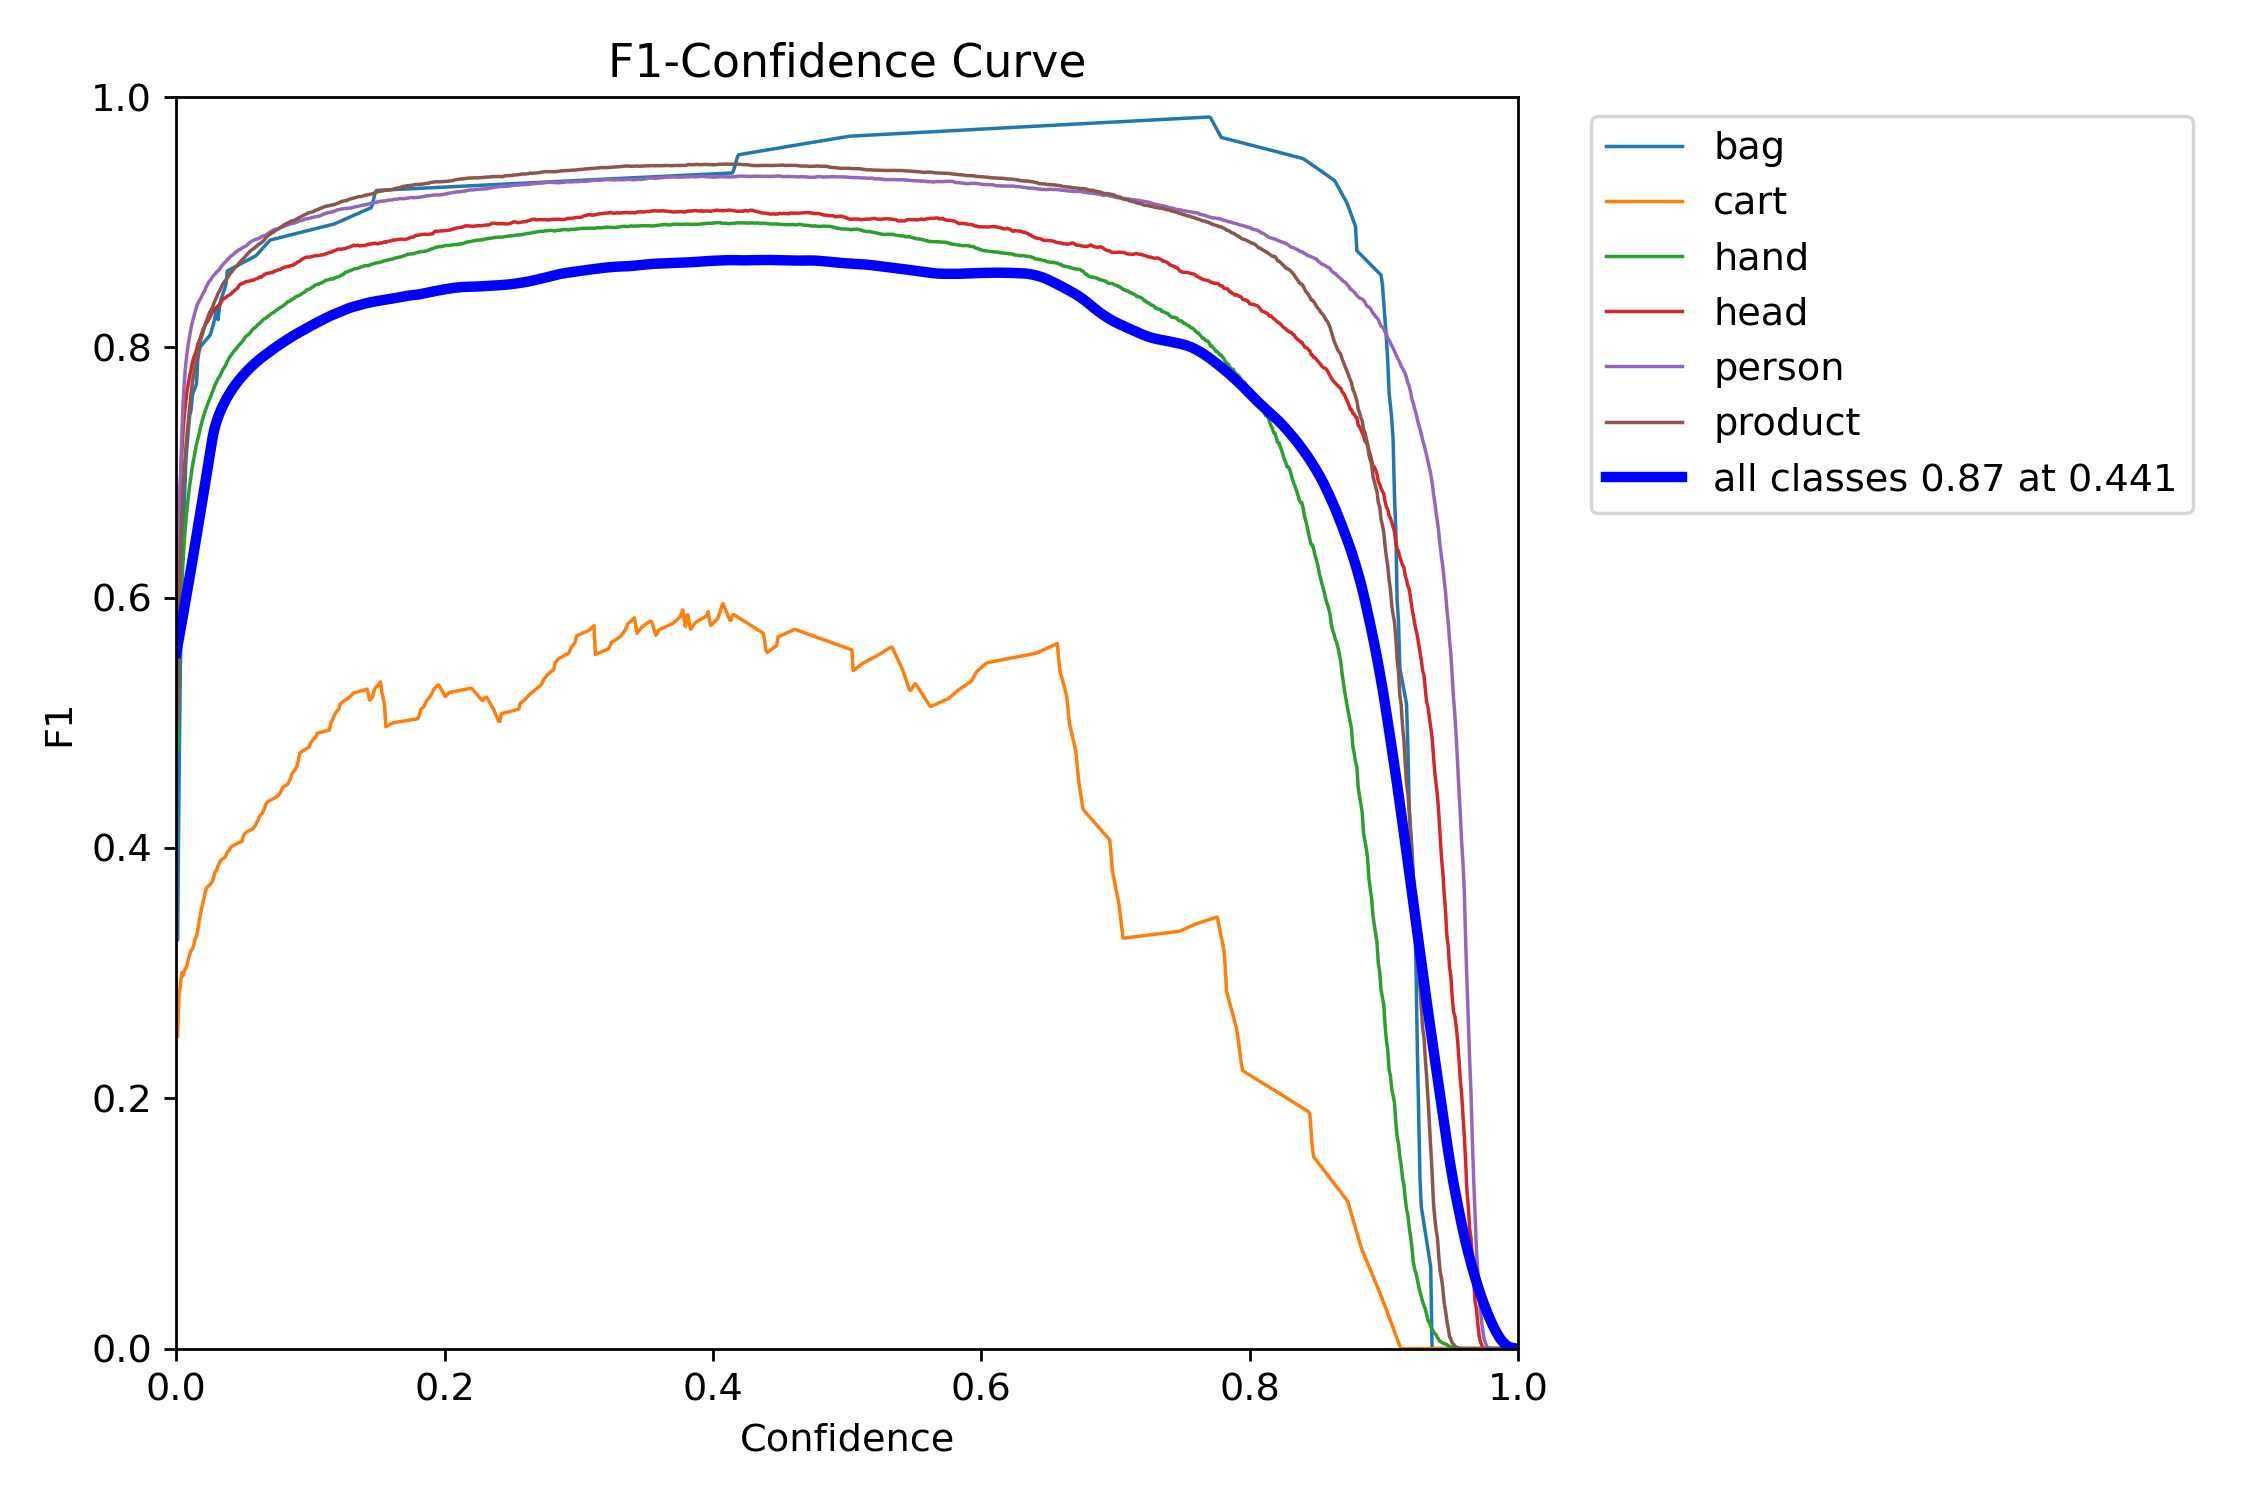 F1-Confidence Curve
1.0
0.8
0.6
0.4
0.2
0.0
F1
0.0 0.2 0.4 0.6 0.8 1.0
Confidence
bag
cart
hand
head
person
product
all classes 0.87 at 0.441